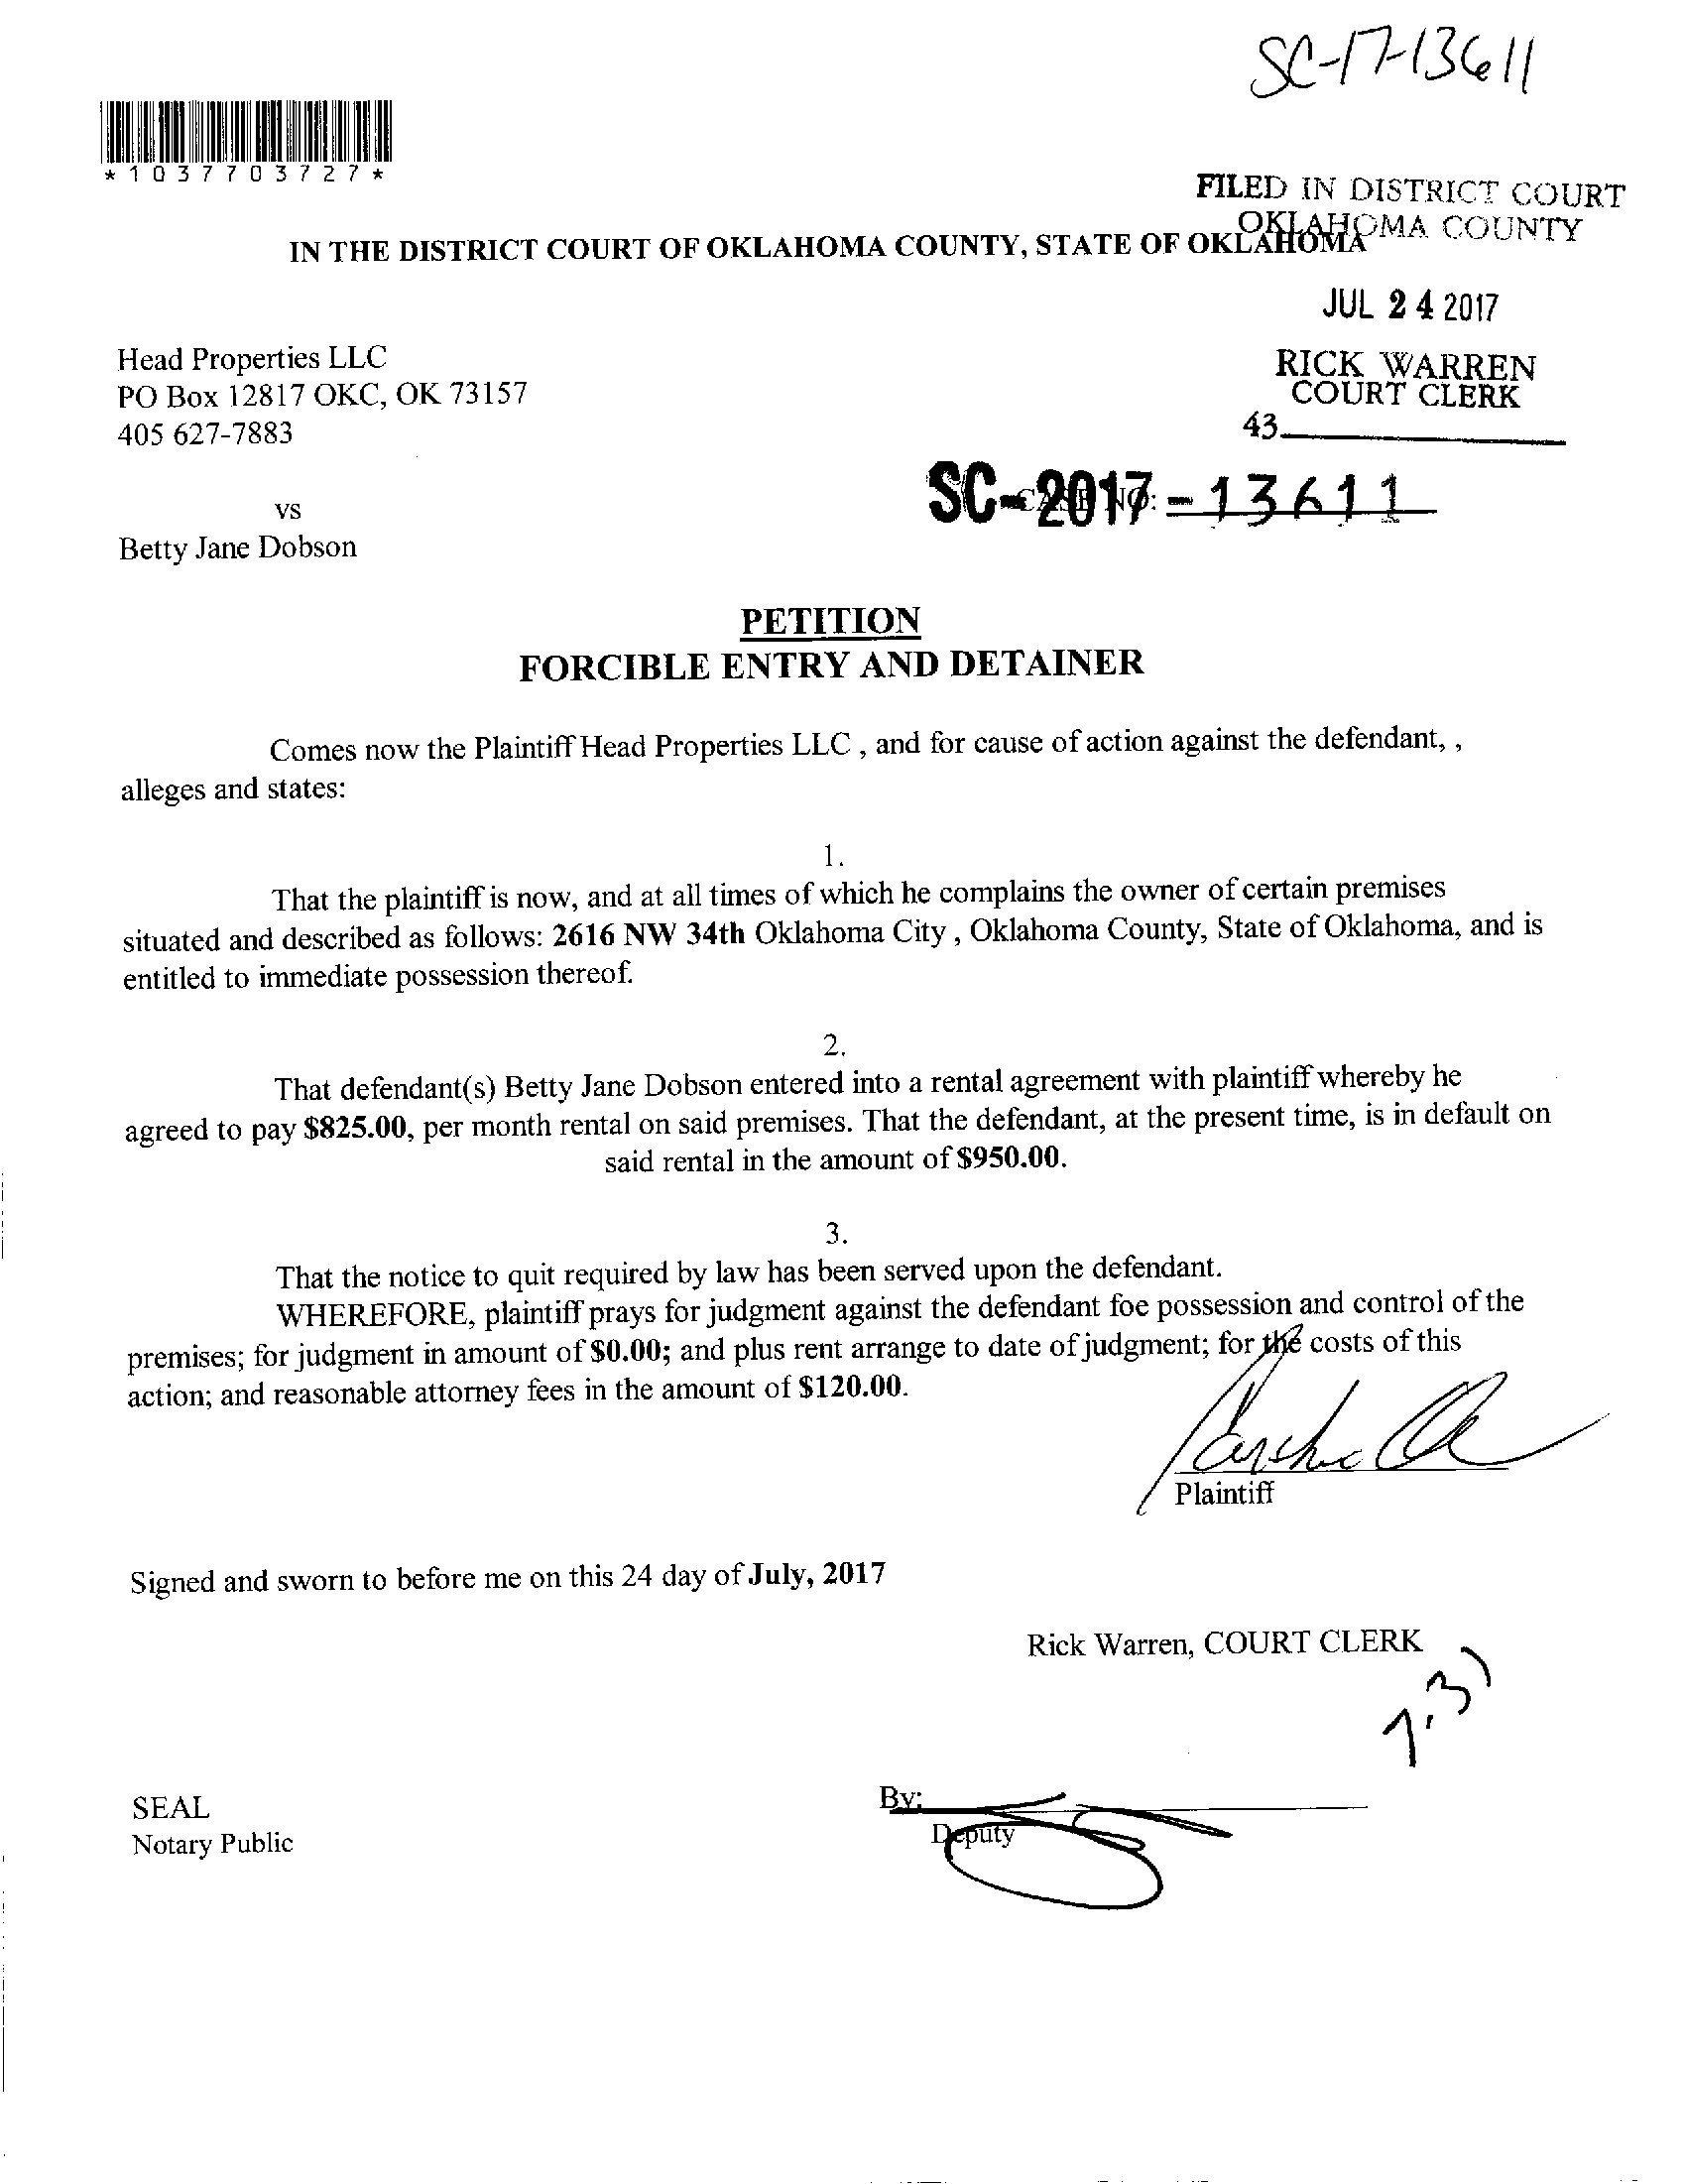 SC-17-13611
*1037703727*
FILED IN DISTRICT COURT
OKLAHOMA COUNTY
IN THE DISTRICT COURT OF OKLAHOMA COUNTY, STATE OF OKLAHOMA
JUL 24 2017
Head Properties LLC
PO Box 12817 OKC, OK 73157
405 627-7883
RICK WARREN
COURT CLERK
43
SC-2017-13611
CASE NO:
vs
Betty Jane Dobson
PETITION
FORCIBLE ENTRY AND DETAINER
Comes now the Plaintiff Head Properties LLC , and for cause of action against the defendant, ,
alleges and states:
1.
That the plaintiff is now, and at all times of which he complains the owner of certain premises
situated and described as follows: 2616 NW 34th Oklahoma City , Oklahoma County, State of Oklahoma, and is
entitled to immediate possession thereof.
2.
That defendant(s) Betty Jane Dobson entered into a rental agreement with plaintiff whereby he
agreed to pay $825.00, per month rental on said premises. That the defendant, at the present time, is in default on
said rental in the amount of $950.00.
3.
That the notice to quit required by law has been served upon the defendant.
WHEREFORE, plaintiff prays for judgment against the defendant foe possession and control of the
premises; for judgment in amount of $0.00; and plus rent arrange to date of judgment; for the costs of this
action; and reasonable attorney fees in the amount of $120.00.
Plaintiff
Signed and sworn to before me on this 24 day of July, 2017
Rick Warren, COURT CLERK
SEAL
Notary Public
By:
Deputy